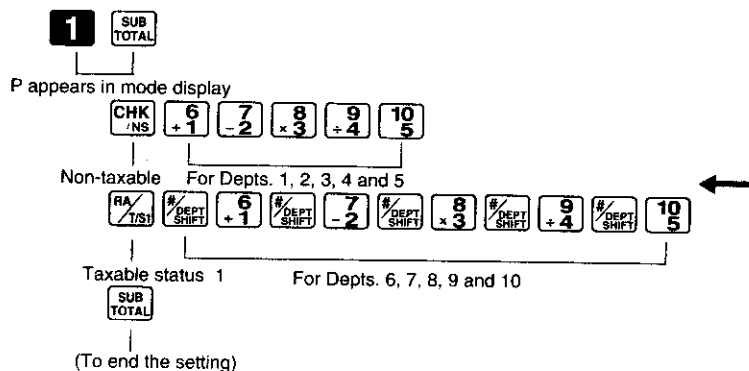 1 SUB TOTAL
P appears in mode display
CHK /NS 6 +1 7 -2 8 ×3 9 ÷4 10 5
Non-taxable For Depts. 1, 2, 3, 4 and 5
RA/T/S1 #/DEPT SHIFT 6 +1 #/DEPT SHIFT 7 -2 #/DEPT SHIFT 8 ×3 #/DEPT SHIFT 9 ÷4 #/DEPT SHIFT 10 5
Taxable status 1 For Depts. 6, 7, 8, 9 and 10
SUB TOTAL
(To end the setting)